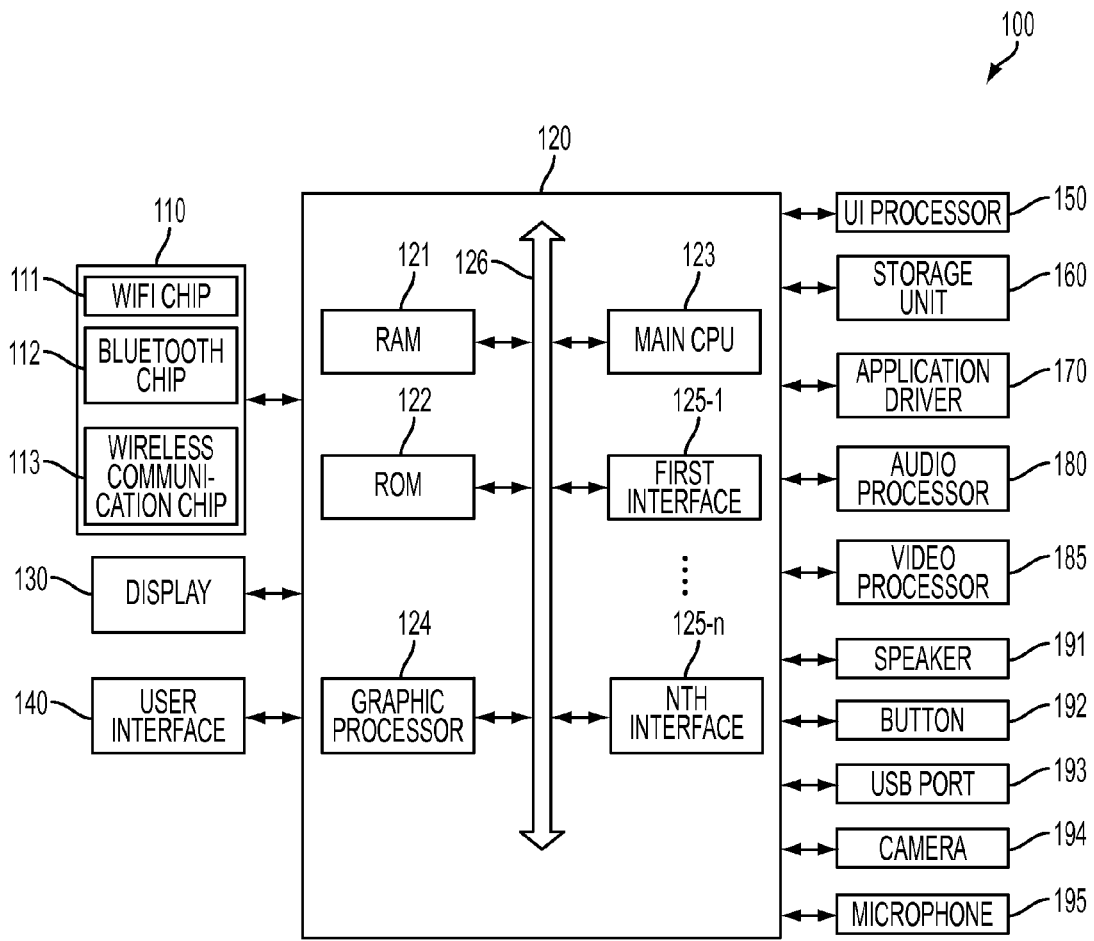 100
120
110
111
WIFI CHIP
112
BLUETOOTH
CHIP
113
WIRELESS
COMMUNI-
CATION CHIP
130
DISPLAY
140
USER
INTERFACE
121
RAM
122
ROM
124
GRAPHIC
PROCESSOR
126
123
MAIN CPU
125-1
FIRST
INTERFACE
125-n
NTH
INTERFACE
UI PROCESSOR
150
STORAGE
UNIT
160
APPLICATION
DRIVER
170
AUDIO
PROCESSOR
180
VIDEO
PROCESSOR
185
SPEAKER
191
BUTTON
192
USB PORT
193
CAMERA
194
MICROPHONE
195